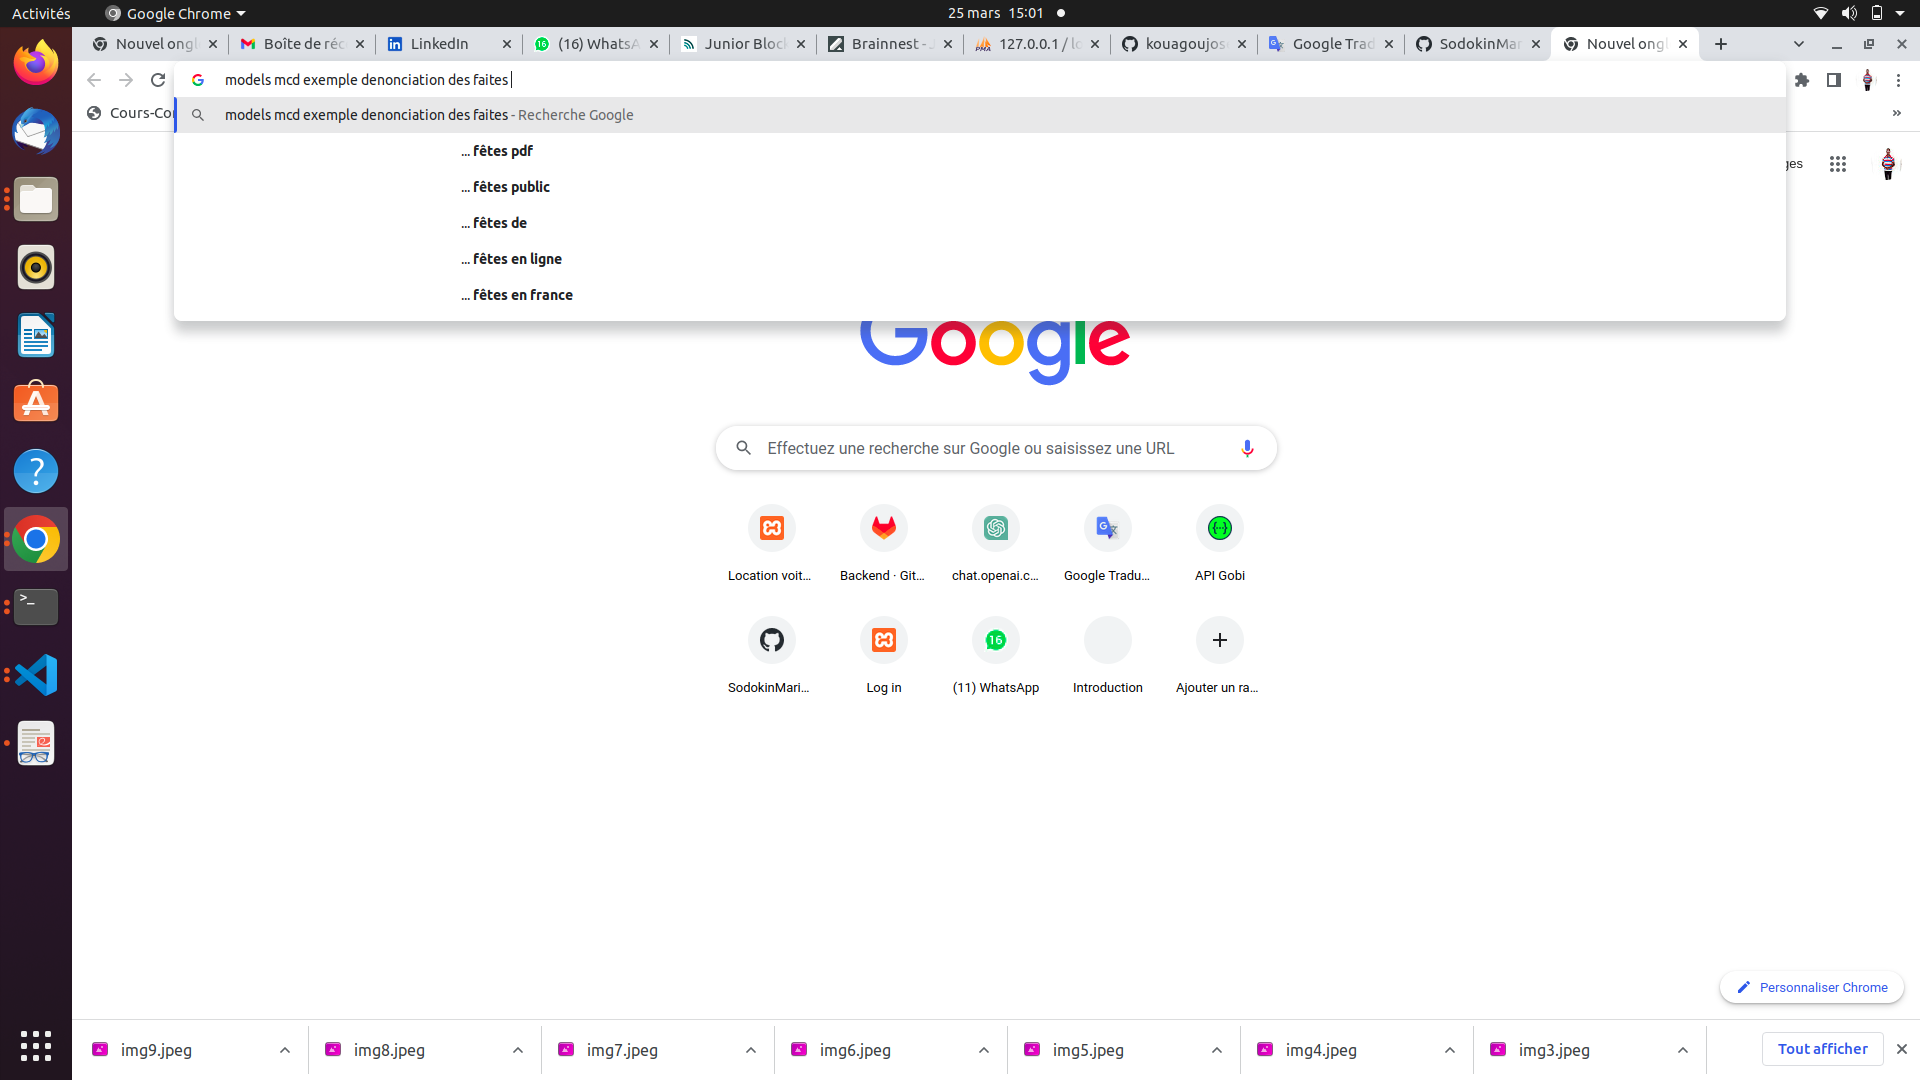 Activités
Google Chrome
25 mars 15:01
Nouvel ongl
Boîte de réc
LinkedIn
(16) WhatsA
Junior Block
Brainnest - J
127.0.0.1 / lo
kouagoujos
Google Trad
SodokinMar
Nouvel ongl
models mcd exemple denonciation des faites
Cours-Cor
models mcd exemple denonciation des faites - Recherche Google
... fêtes pdf
... fêtes public
... fêtes de
... fêtes en ligne
... fêtes en france
ges
Google
Effectuez une recherche sur Google ou saisissez une URL
Location voit...
Backend · Git...
chat.openai.c...
Google Tradu...
API Gobi
16
SodokinMari...
Log in
(11) WhatsApp
Introduction
Ajouter un ra...
Personnaliser Chrome
img9.jpeg
img8.jpeg
img7.jpeg
img6.jpeg
img5.jpeg
img4.jpeg
img3.jpeg
Tout afficher